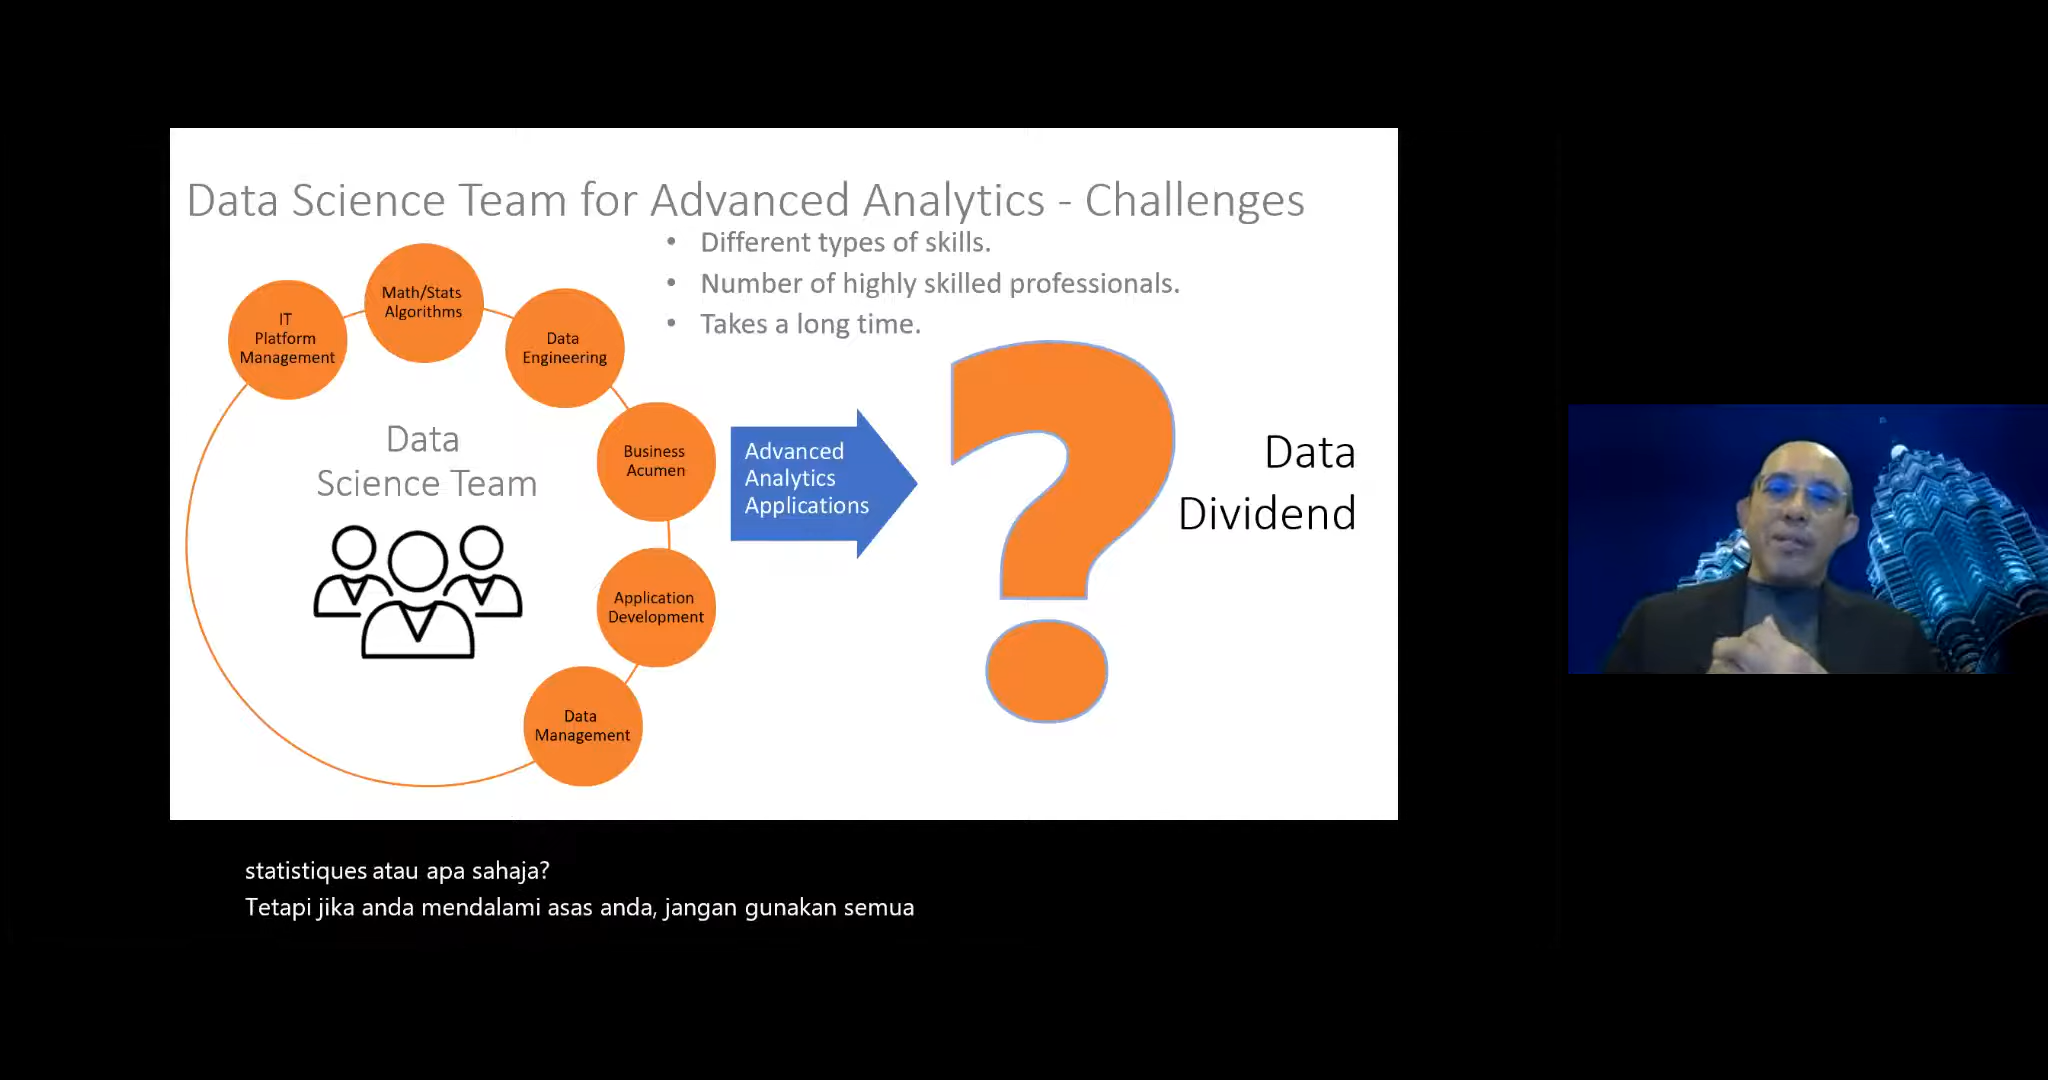 Data Science Team for Advanced Analytics - Challenges
• Different types of skills.
• Number of highly skilled professionals.
• Takes a long time.
IT
Platform
Management
Math/Stats
Algorithms
Data
Engineering
Business
Acumen
Application
Development
Data
Management
Data
Science Team
Advanced
Analytics
Applications
?
Data
Dividend
statistiques atau apa sahaja?
Tetapi jika anda mendalami asas anda, jangan gunakan semua